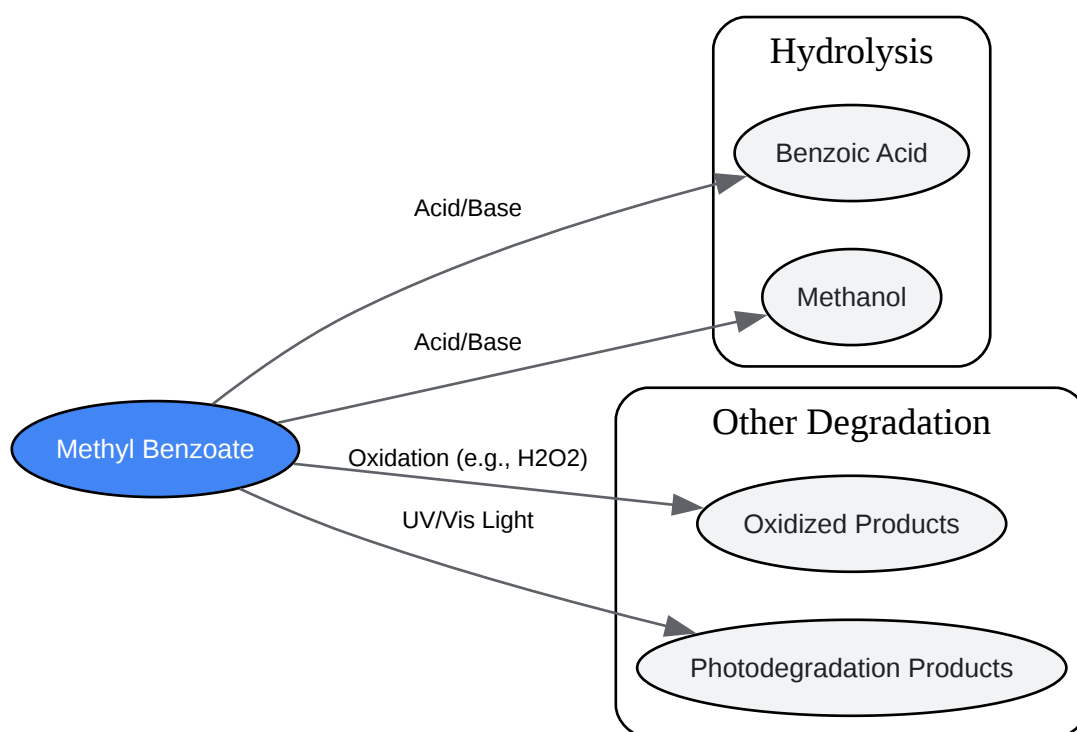 Hydrolysis
Benzoic Acid
Acid/Base
Methanol
Acid/Base
Other Degradation
Methyl Benzoate
Oxidation (e.g., H2O2)
Oxidized Products
UV/Vis Light
Photodegradation Products